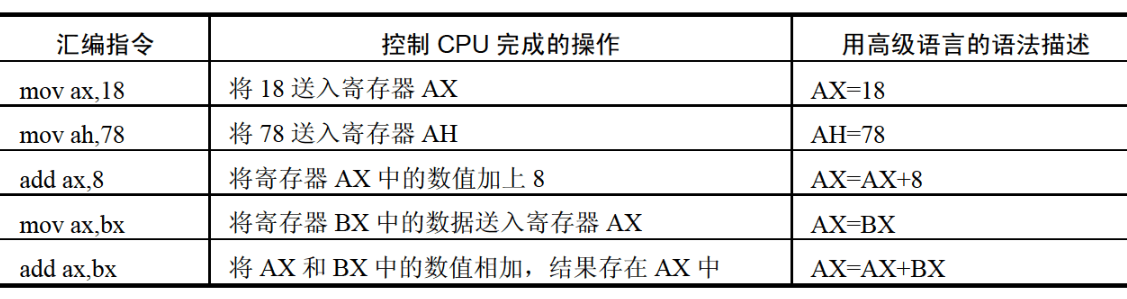 汇编指令 控制 CPU 完成的操作 用高级语言的语法描述
mov ax,18 将 18 送入寄存器 AX AX=18
mov ah,78 将 78 送入寄存器 AH AH=78
add ax,8 将寄存器 AX 中的数值加上 8 AX=AX+8
mov ax,bx 将寄存器 BX 中的数据送入寄存器 AX AX=BX
add ax,bx 将 AX 和 BX 中的数值相加，结果存在 AX 中 AX=AX+BX